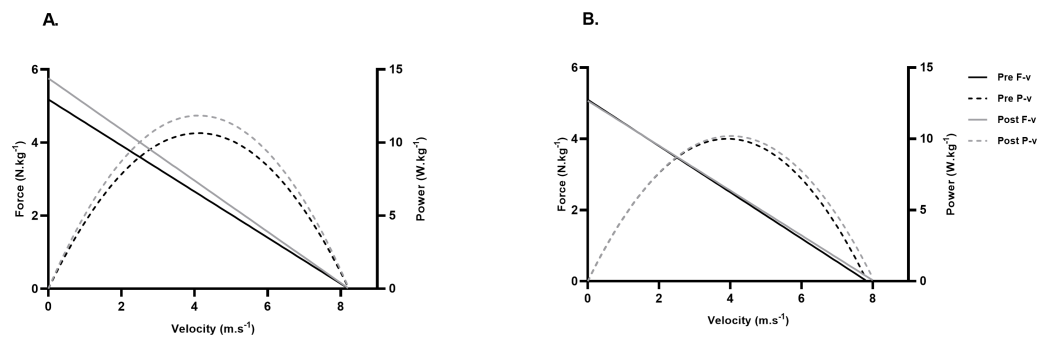 A.
B.
6
4
2
0
15
10
5
0
0
2
4
6
8
Force (N.kg⁻¹)
Power (W.kg⁻¹)
Velocity (m.s⁻¹)
6
4
2
0
15
10
5
0
0
2
4
6
8
Force (N.kg⁻¹)
Power (W.kg⁻¹)
Velocity (m.s⁻¹)
Pre F-v
Pre P-v
Post F-v
Post P-v